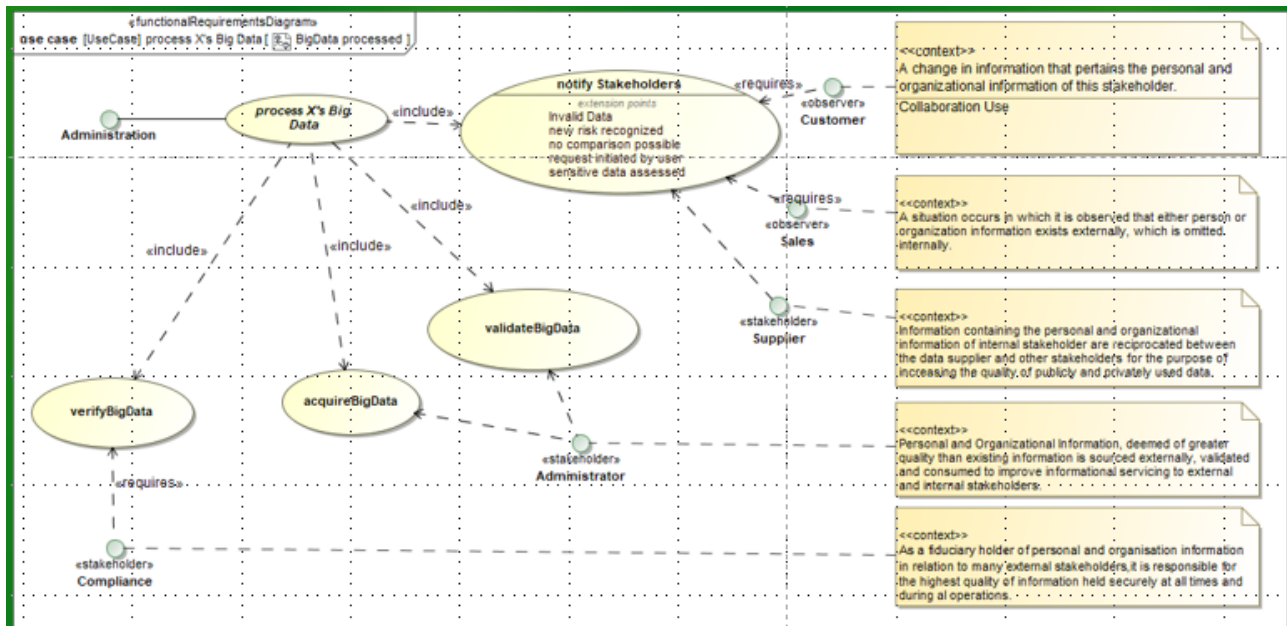 «functionalRequirementsDiagram»
use case [UseCase] process X's Big Data [ BigData processed ]
Administration
process X's Big
Data
«include»
notify Stakeholders
extension points
Invalid Data
new risk recognized
no comparison possible
request initiated by user
sensitive data assessed
«requires»
«observer»
Customer
<<context>>
A change in information that pertains the personal and
organizational information of this stakeholder.
Collaboration Use
«requires»
«observer»
Sales
<<context>>
A situation occurs in which it is observed that either person or
organization information exists externally, which is omitted
internally.
«include»
«include»
«include»
validateBigData
«stakeholder»
Supplier
<<context>>
Information containing the personal and organizational
information of internal stakeholder are reciprocated between
the data supplier and other stakeholders for the purpose of
increasing the quality of publicly and privately used data.
verifyBigData
acquireBigData
«stakeholder»
Administrator
<<context>>
Personal and Organizational Information, deemed of greater
quality than existing information is sourced externally, validated
and consumed to improve informational servicing to external
and internal stakeholders.
«requires»
«stakeholder»
Compliance
<<context>>
As a fiduciary holder of personal and organisation information
in relation to many external stakeholders,it is responsible for
the highest quality of information held securely at all times and
during al operations.